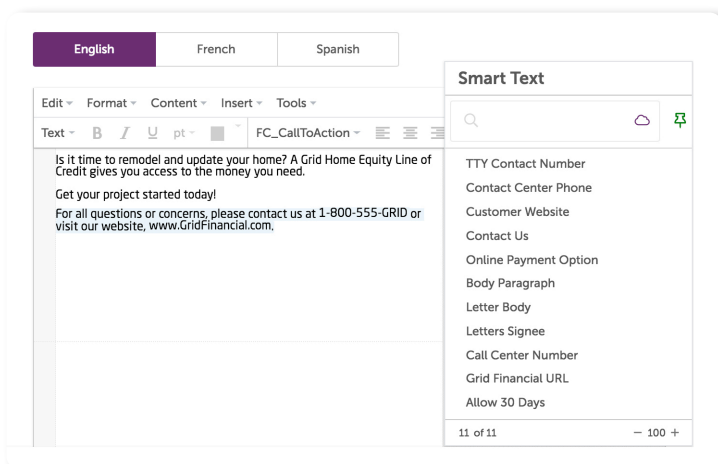 English French Spanish
Smart Text
Edit Format Content Insert Tools
Text B I U pt FC_CallToAction
Is it time to remodel and update your home? A Grid Home Equity Line of
Credit gives you access to the money you need.
Get your project started today!
For all questions or concerns, please contact us at 1-800-555-GRID or
visit our website, www.GridFinancial.com.
TTY Contact Number
Contact Center Phone
Customer Website
Contact Us
Online Payment Option
Body Paragraph
Letter Body
Letters Signee
Call Center Number
Grid Financial URL
Allow 30 Days
11 of 11 − 100 +